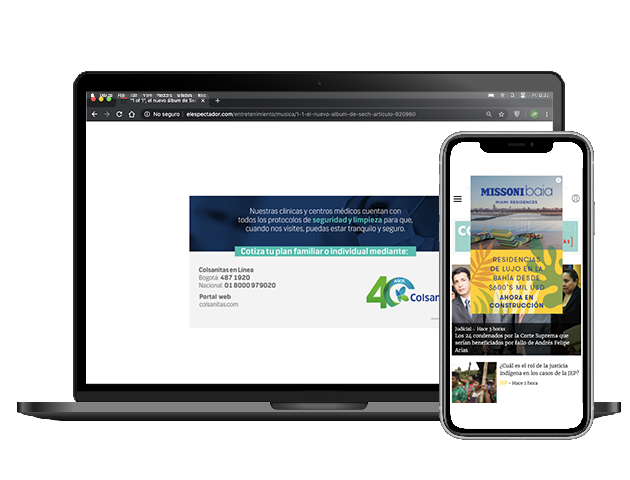 "1 of 1", el nuevo álbum de Sec
No seguro | elespectador.com/entretenimiento/musica/1-1-el-nuevo-album-de-sech-articulo-920960
Nuestras clínicas y centros médicos cuentan con
todos los protocolos de seguridad y limpieza para que,
cuando nos visites, puedas estar tranquilo y seguro.
Cotiza tu plan familiar o individual mediante:
Colsanitas en Línea
Bogotá: 487 1920
Nacional: 01 8000 979020
Portal web
colsanitas.com
40 AÑOS
Colsan
MISSONI baia
MIAMI RESIDENCES
CO
AS
RESIDENCIAS
DE LUJO EN LA
BAHÍA DESDE
$600'S MIL USD
AHORA EN
CONSTRUCCIÓN
Judicial - Hace 3 horas
Los 24 condenados por la Corte Suprema que
serían beneficiados por fallo de Andrés Felipe
Arias
¿Cuál es el rol de la justicia
indígena en los casos de la JEP?
JEP - Hace 1 hora